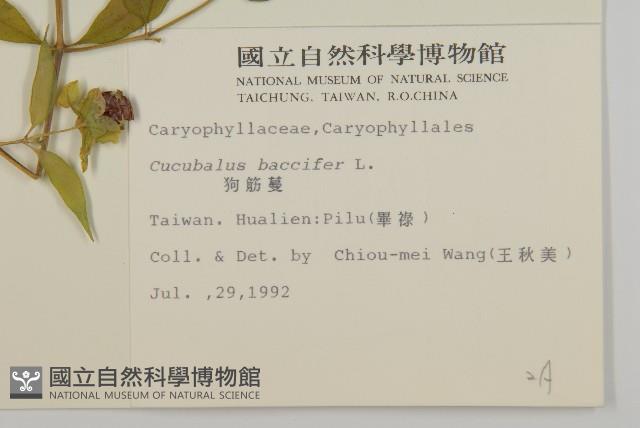 國立自然科學博物館
NATIONAL MUSEUM OF NATURAL SCIENCE
TAICHUNG, TAIWAN, R.O.CHINA
Caryophyllaceae,Caryophyllales
Cucubalus baccifer L.
狗筋蔓
Taiwan. Hualien:Pilu(畢祿)
Coll. & Det. by Chiou-mei Wang(王秋美)
Jul. ,29,1992
國立自然科學博物館
NATIONAL MUSEUM OF NATURAL SCIENCE